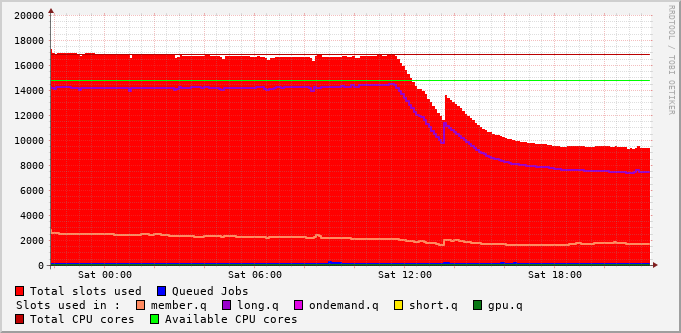 20000
18000
16000
14000
12000
10000
8000
6000
4000
2000
0
Sat 00:00 Sat 06:00 Sat 12:00 Sat 18:00
Total slots used Queued Jobs
Slots used in : member.q long.q ondemand.q short.q gpu.q
Total CPU cores Available CPU cores
RRDTOOL / TOBI OETIKER